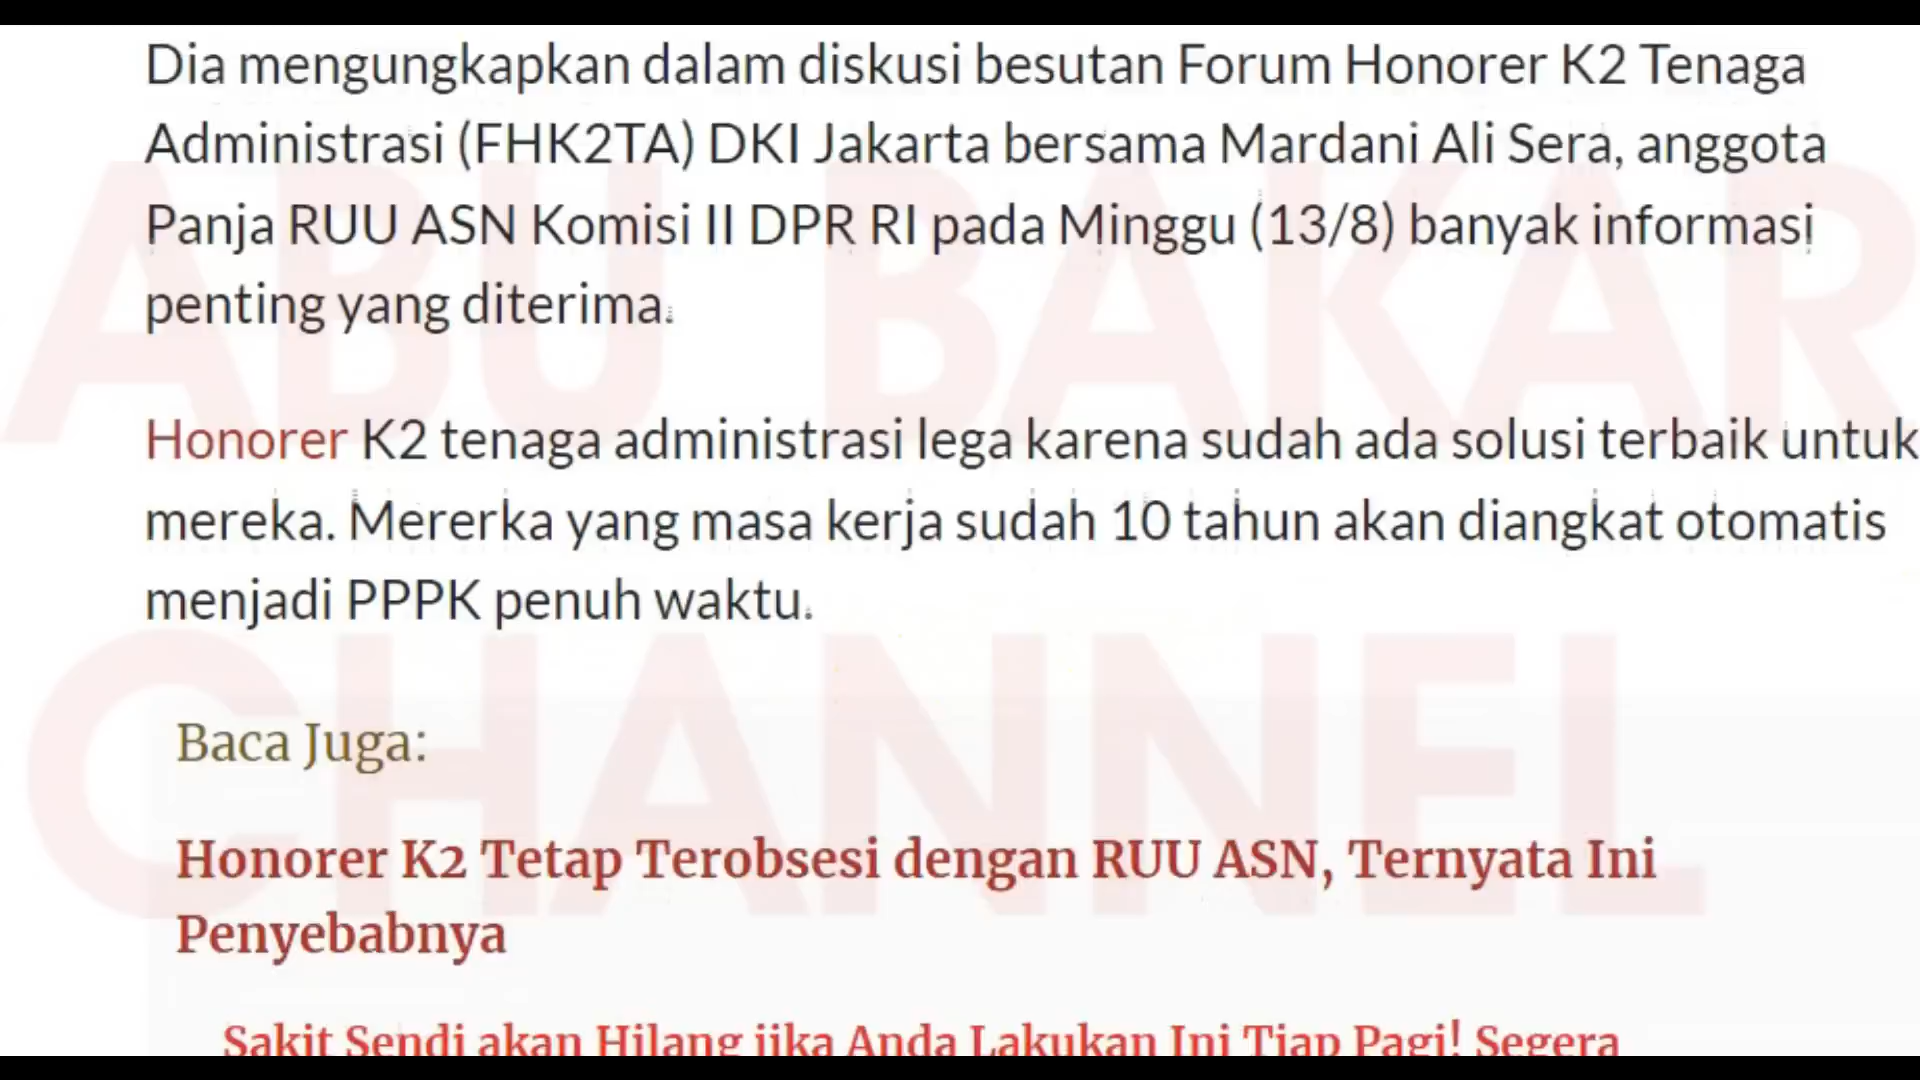 Dia mengungkapkan dalam diskusi besutan Forum Honorer K2 Tenaga
Administrasi (FHK2TA) DKI Jakarta bersama Mardani Ali Sera, anggota
Panja RUU ASN Komisi II DPR RI pada Minggu (13/8) banyak informasi
penting yang diterima.
Honorer K2 tenaga administrasi lega karena sudah ada solusi terbaik untuk
mereka. Mererka yang masa kerja sudah 10 tahun akan diangkat otomatis
menjadi PPPK penuh waktu.
Baca Juga:
Honorer K2 Tetap Terobsesi dengan RUU ASN, Ternyata Ini
Penyebabnya
Sakit Sendi akan Hilang jika Anda Lakukan Ini Tiap Pagi! Segera
ABU BAKAR
CHANNEL